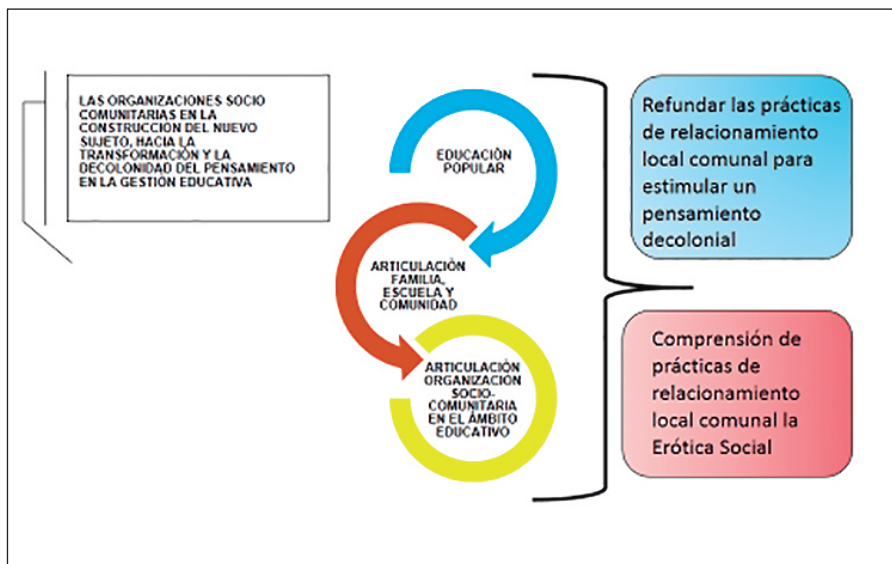 LAS ORGANIZACIONES SOCIO
COMUNITARIAS EN LA
CONSTRUCCION DEL NUEVO
SUJETO, HACIA LA
TRANSFORMACIÓN Y LA
DECOLONIDAD DEL PENSAMIENTO
EN LA GESTIÓN EDUCATIVA
EDUCACIÓN
POPULAR
ARTICULACIÓN
FAMILIA,
ESCUELA Y
COMUNIDAD
ARTICULACIÓN
ORGANIZACIÓN
SOCIO-
COMUNITARIA
EN EL ÁMBITO
EDUCATIVO
Refundar las prácticas
de relacionamiento
local comunal para
estimular un
pensamiento
decolonial
Comprensión de
prácticas de
relacionamiento
local comunal la
Erótica Social